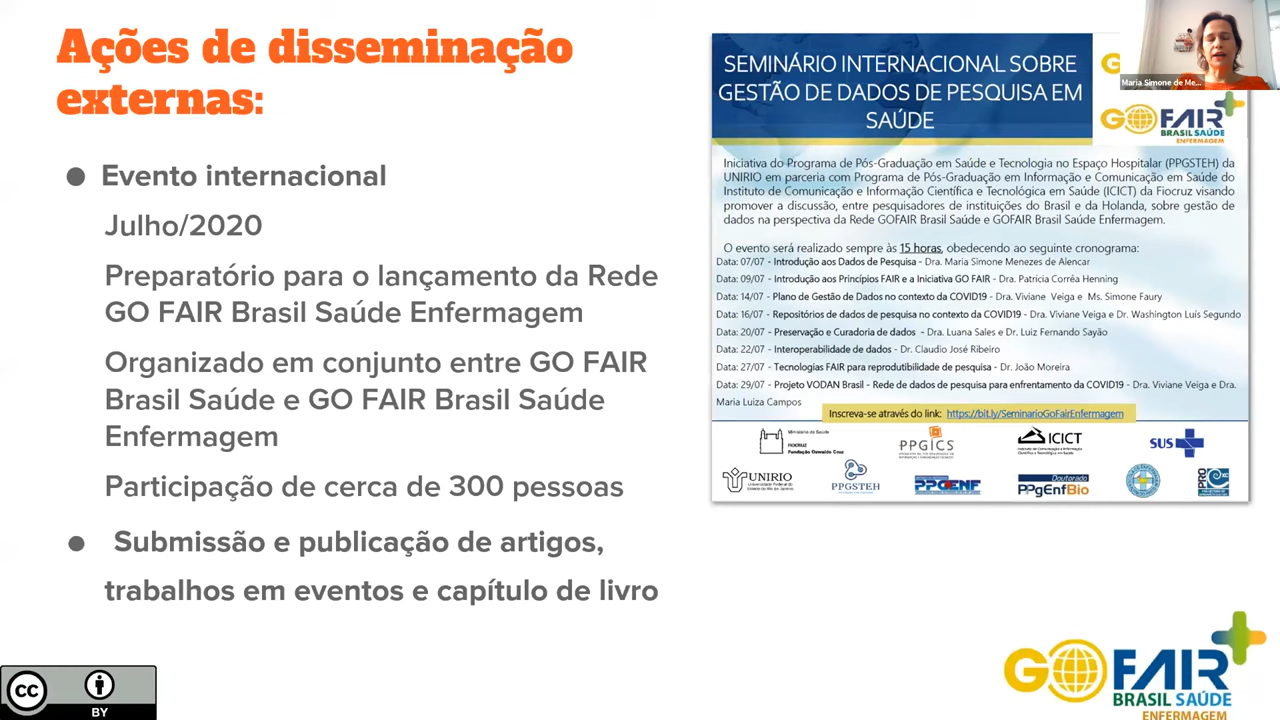 Ações de disseminação
externas:
● Evento internacional
Julho/2020
Preparatório para o lançamento da Rede
GO FAIR Brasil Saúde Enfermagem
Organizado em conjunto entre GO FAIR
Brasil Saúde e GO FAIR Brasil Saúde
Enfermagem
Participação de cerca de 300 pessoas
● Submissão e publicação de artigos,
trabalhos em eventos e capítulo de livro
SEMINÁRIO INTERNACIONAL SOBRE
GESTÃO DE DADOS DE PESQUISA EM
SAÚDE
Maria Simone de Me...
GO FAIR
BRASIL SAÚDE
ENFERMAGEM
Iniciativa do Programa de Pós-Graduação em Saúde e Tecnologia no Espaço Hospitalar (PPGSTEH) da
UNIRIO em parceria com Programa de Pós-Graduação em Informação e Comunicação em Saúde do
Instituto de Comunicação e Informação Científica e Tecnológica em Saúde (ICICT) da Fiocruz visando
promover a discussão, entre pesquisadores de instituições do Brasil e da Holanda, sobre gestão de
dados na perspectiva da Rede GOFAIR Brasil Saúde e GOFAIR Brasil Saúde Enfermagem.
O evento será realizado sempre às 15 horas, obedecendo ao seguinte cronograma:
Data: 07/07 - Introdução aos Dados de Pesquisa - Dra. Maria Simone Menezes de Alencar
Data: 09/07 - Introdução aos Princípios FAIR e a Iniciativa GO FAIR - Dra. Patrícia Corrêa Henning
Data: 14/07 - Plano de Gestão de Dados no contexto da COVID19 - Dra. Viviane Veiga e Ms. Simone Faury
Data: 16/07 - Repositórios de dados de pesquisa no contexto da COVID19 - Dra. Viviane Veiga e Dr. Washington Luís Segundo
Data: 20/07 - Preservação e Curadoria de dados - Dra. Luana Sales e Dr. Luiz Fernando Sayão
Data: 22/07 - Interoperabilidade de dados - Dr. Claudio José Ribeiro
Data: 27/07 - Tecnologias FAIR para reprodutibilidade de pesquisa - Dr. João Moreira
Data: 29/07 - Projeto VODAN Brasil - Rede de dados de pesquisa para enfrentamento da COVID19 - Dra. Viviane Veiga e Dra.
Maria Luiza Campos
Inscreva-se através do link: https://bit.ly/SeminarioGoFairEnfermagem
Ministério da Saúde
FIOCRUZ
Fundação Oswaldo Cruz
PPGICS
ICICT
SUS
UNIRIO
PPGSTEH
PPGENF
Doutorado
PPgEnfBio
cc
BY
GO FAIR
BRASIL SAÚDE
ENFERMAGEM